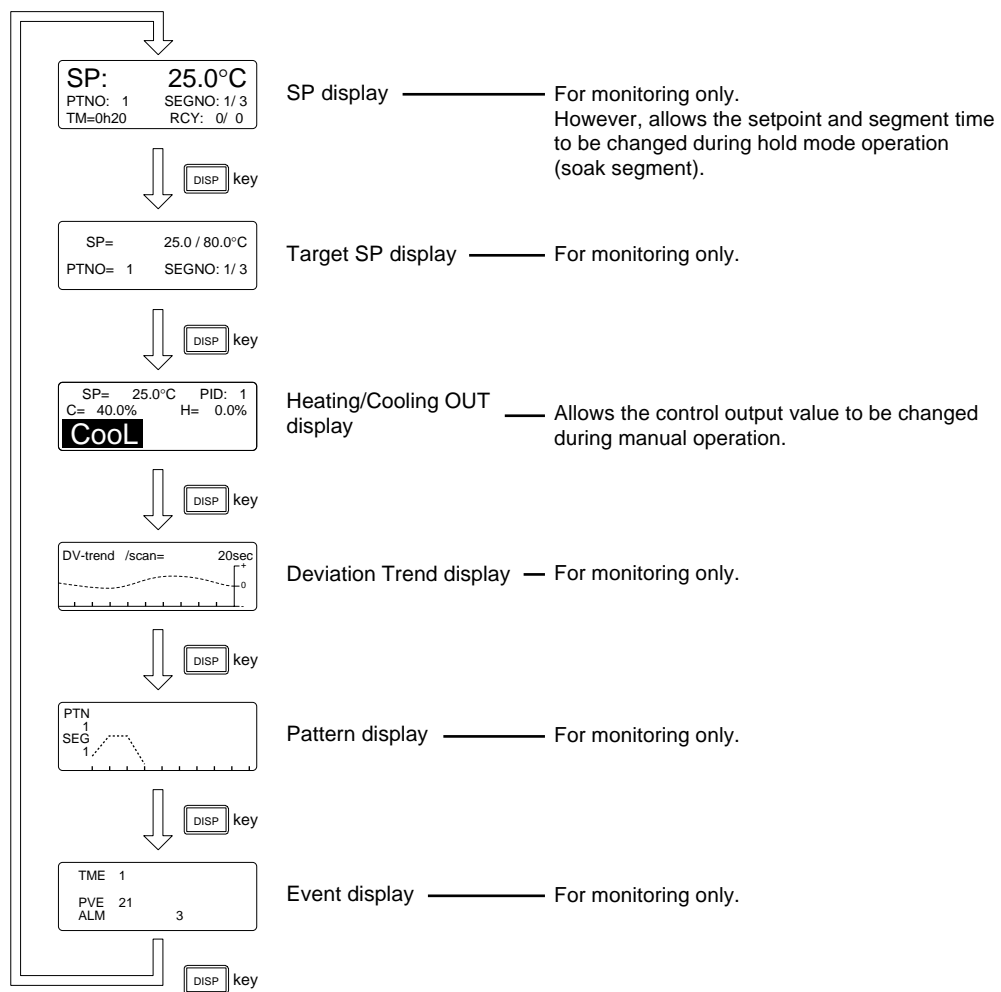 SP: 25.0°C
PTNO: 1 SEGNO: 1/ 3
TM=0h20 RCY: 0/ 0
SP display
For monitoring only.
However, allows the setpoint and segment time
to be changed during hold mode operation
(soak segment).
DISP key
SP= 25.0 / 80.0°C
PTNO= 1 SEGNO: 1/ 3
Target SP display
For monitoring only.
DISP key
SP= 25.0°C PID: 1
C= 40.0% H= 0.0%
CooL
Heating/Cooling OUT
display
Allows the control output value to be changed
during manual operation.
DISP key
DV-trend /scan= 20sec
+
0
-
Deviation Trend display
For monitoring only.
DISP key
PTN
1
SEG
1
Pattern display
For monitoring only.
DISP key
TME 1
PVE 21
ALM 3
Event display
For monitoring only.
DISP key